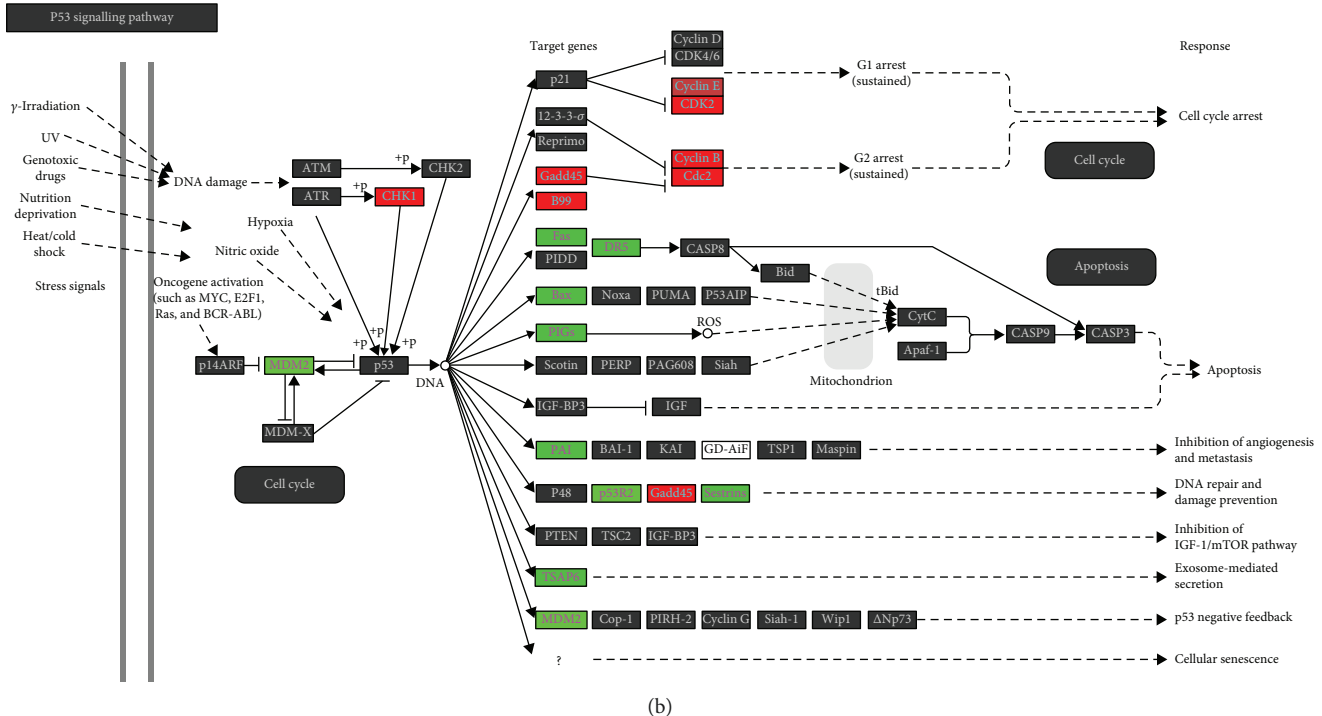 P53 signalling pathway
Target genes
Response
Cyclin D
CDK4/6
p21
G1 arrest
(sustained)
Cyclin E
CDK2
γ-Irradiation
12-3-3-σ
Cell cycle arrest
UV
Reprimo
Cyclin B
Cdc2
G2 arrest
(sustained)
Cell cycle
Genotoxic
drugs
DNA damage
ATM
+p
CHK2
Gadd45
ATR
+p
CHK1
B99
Nutrition
deprivation
Hypoxia
Heat/cold
shock
Nitric oxide
Fas
PIDD
DR5
CASP8
Bid
Apoptosis
Stress signals
Oncogene activation
(such as MYC, E2F1,
Ras, and BCR-ABL)
Bax
Noxa
PUMA
P53AIP
tBid
CytC
PIGs
ROS
CASP9
CASP3
+p
+p
+p
Apaf-1
p14ARF
MDM2
p53
DNA
Scotin
PERP
PAG608
Siah
Mitochondrion
Apoptosis
IGF-BP3
IGF
MDM-X
PAI
BAI-1
KAI
GD-AiF
TSP1
Maspin
Inhibition of angiogenesis
and metastasis
Cell cycle
P48
p53R2
Gadd45
Sestrins
DNA repair and
damage prevention
PTEN
TSC2
IGF-BP3
Inhibition of
IGF-1/mTOR pathway
TSAP6
Exosome-mediated
secretion
MDM2
Cop-1
PIRH-2
Cyclin G
Siah-1
Wip1
ΔNp73
p53 negative feedback
?
Cellular senescence
(b)